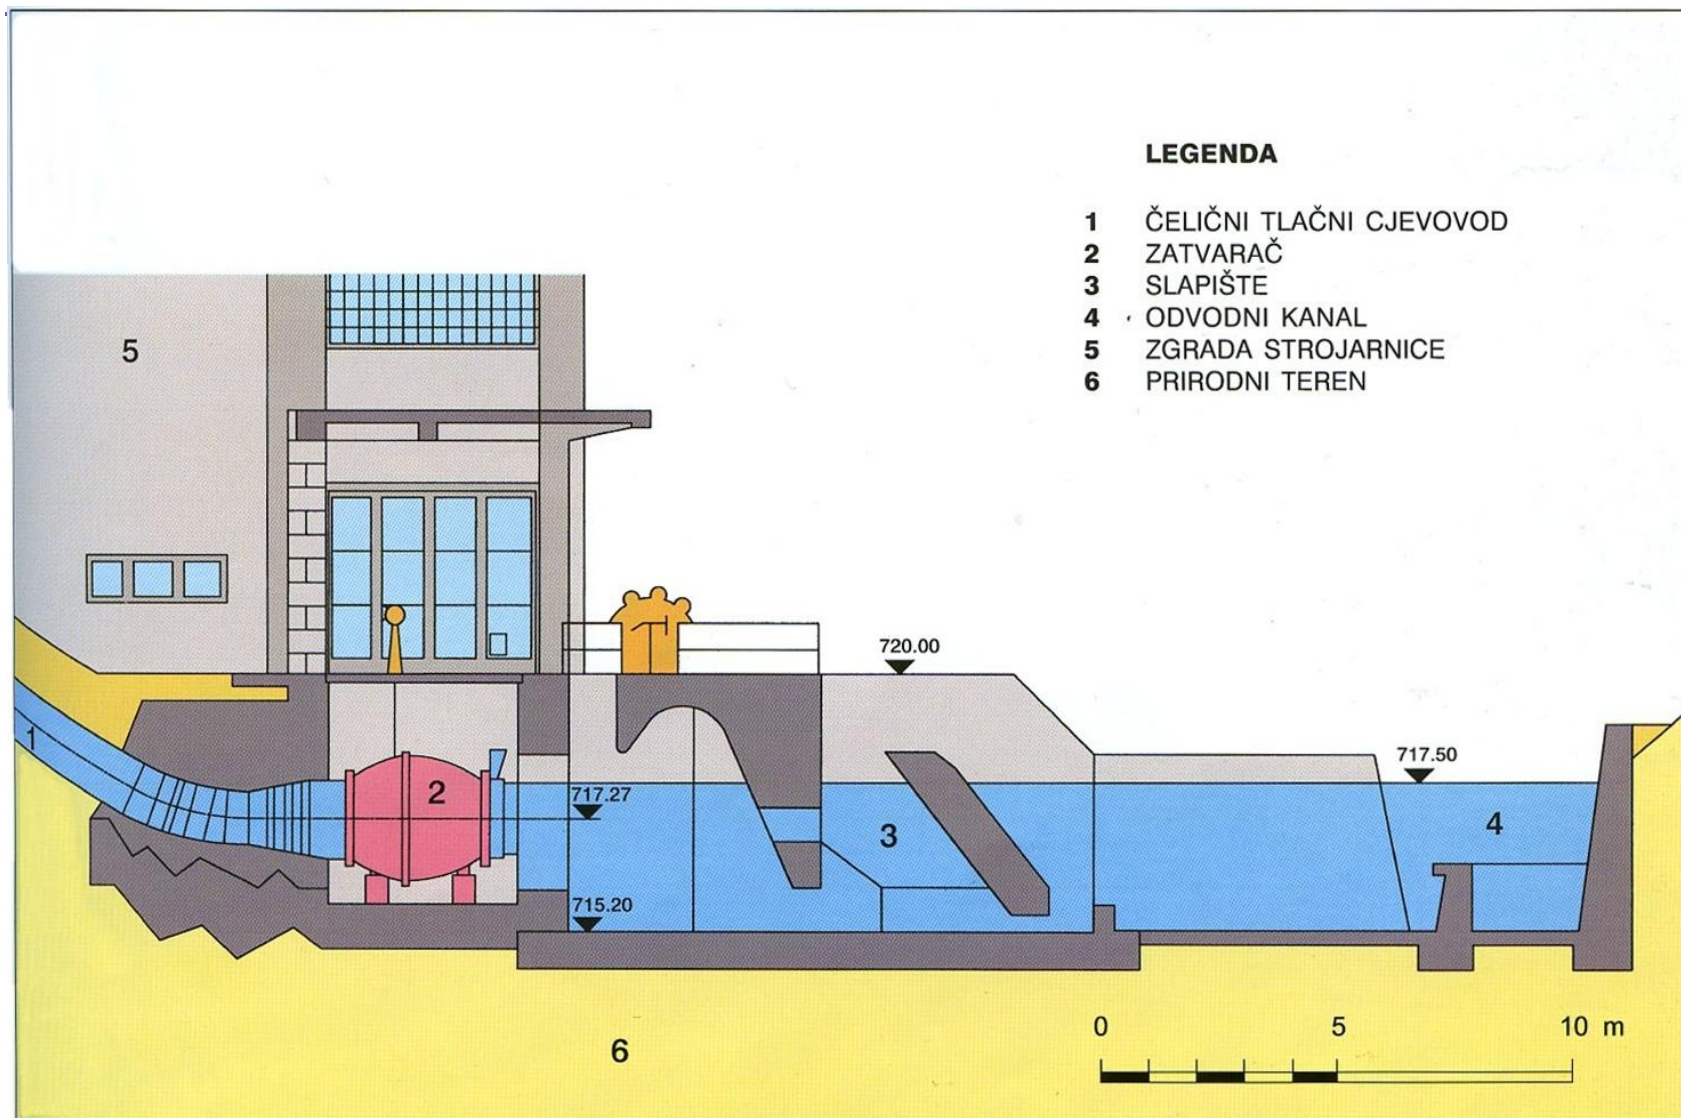 LEGENDA
1 ČELIČNI TLAČNI CJEVOVOD
2 ZATVARAČ
3 SLAPIŠTE
4 ODVODNI KANAL
5 ZGRADA STROJARNICE
6 PRIRODNI TEREN
5
720.00
1
2
717.27
717.50
3
4
715.20
0 5 10 m
6